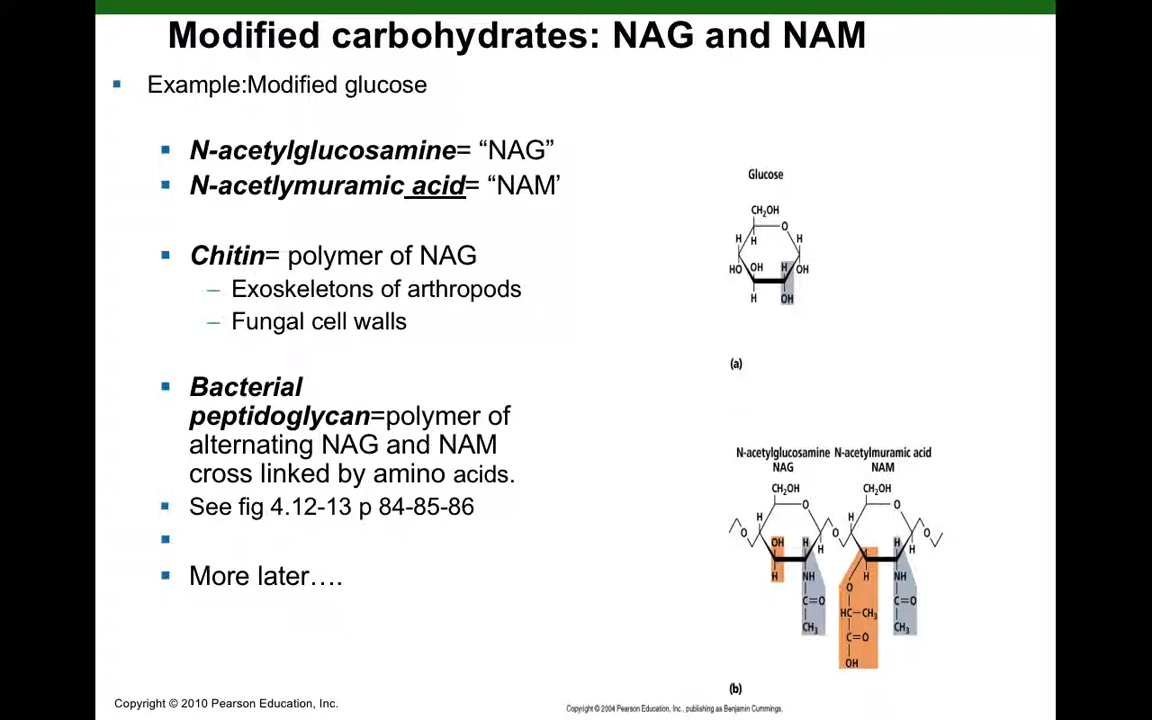 Modified carbohydrates: NAG and NAM
Example:Modified glucose
N-acetylglucosamine= “NAG”
N-acetlymuramic acid= “NAM’
Chitin= polymer of NAG
– Exoskeletons of arthropods
– Fungal cell walls
Bacterial
peptidoglycan=polymer of
alternating NAG and NAM
cross linked by amino acids.
See fig 4.12-13 p 84-85-86
More later….
Glucose
CH₂OH
O
H
H
H
HO
OH
H
OH
H
OH
(a)
N-acetylglucosamine N-acetylmuramic acid
NAG NAM
CH₂OH CH₂OH
O O
H H
O O O
OH H H H H
H NH H NH
O
C=O C=O
HC–CH₃
CH₃ CH₃
C=O
OH
(b)
Copyright © 2010 Pearson Education, Inc.
Copyright © 2004 Pearson Education, Inc., publishing as Benjamin Cummings.